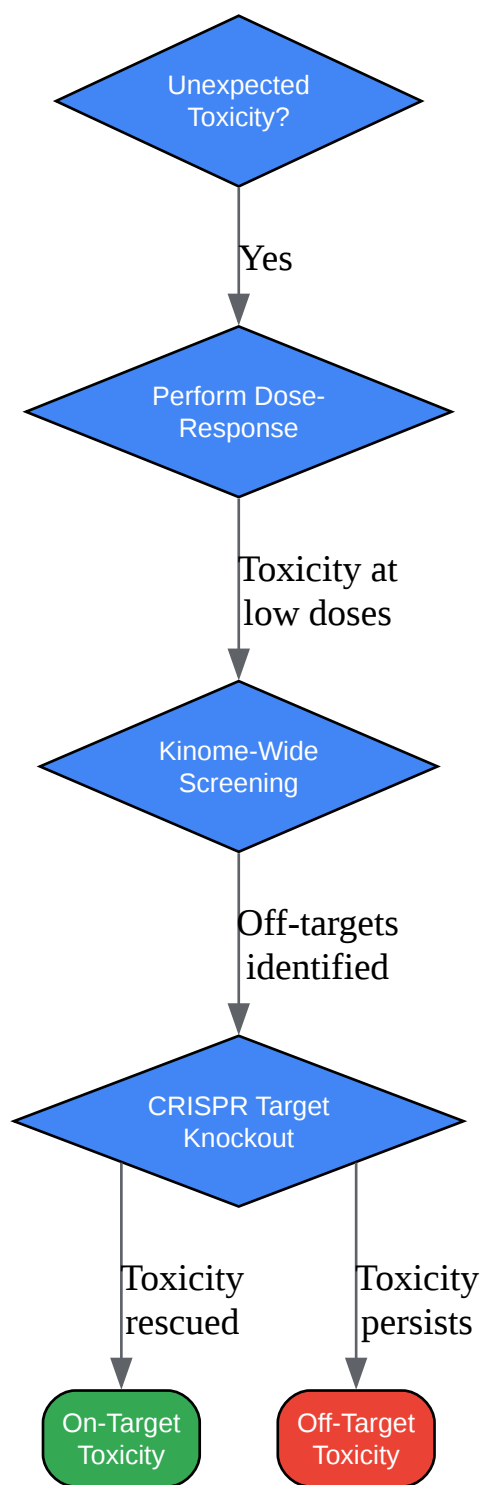 Unexpected
Toxicity?
Yes
Perform Dose-
Response
Toxicity at
low doses
Kinome-Wide
Screening
Off-targets
identified
CRISPR Target
Knockout
Toxicity
rescued
Toxicity
persists
On-Target
Toxicity
Off-Target
Toxicity